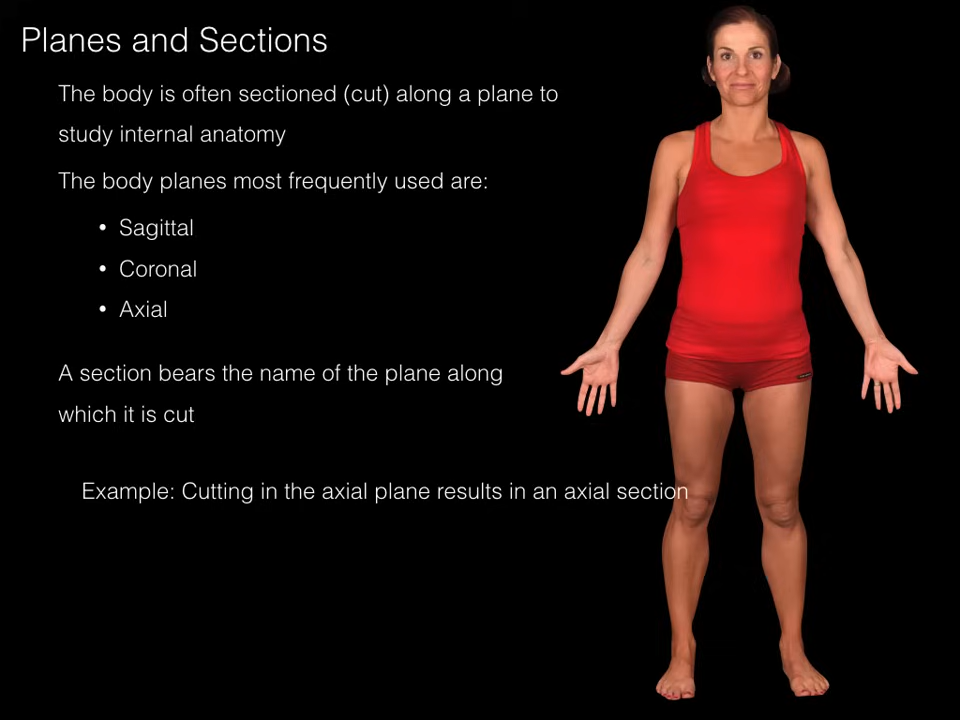 Planes and Sections
The body is often sectioned (cut) along a plane to
study internal anatomy
The body planes most frequently used are:
• Sagittal
• Coronal
• Axial
A section bears the name of the plane along
which it is cut
Example: Cutting in the axial plane results in an axial section